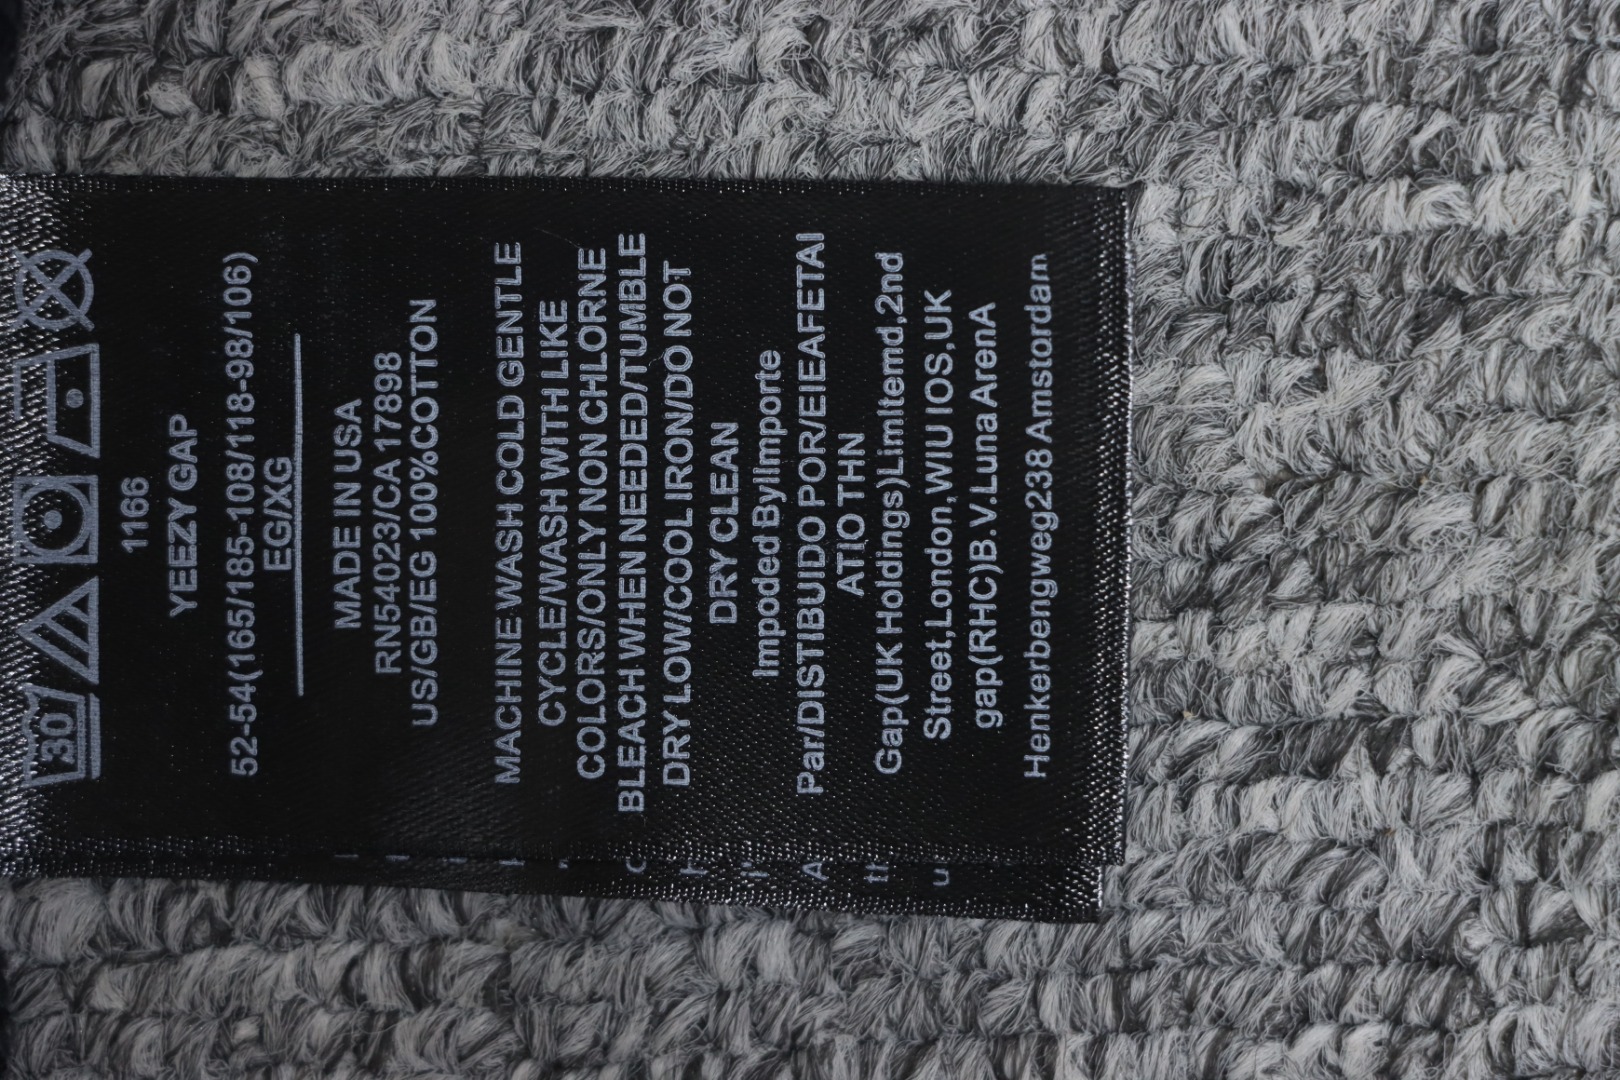 30
1166
YEEZY GAP
52-54(165/185-108/118-98/106)
EG/XG
MADE IN USA
RN54023/CA 17898
US/GB/EG 100%COTTON
MACHINE WASH COLD GENTLE
CYCLE/WASH WITH LIKE
COLORS/ONLY NON CHLORNE
BLEACH WHEN NEEDED/TUMBLE
DRY LOW/COOL IRON/DO NOT
DRY CLEAN
Impoded ByIImporte
Par/DISTIBUIDO POR/EIEAFETAI
ATIO THN
Gap(UK Holdings)Limltemd,2nd
Street,London,WIU IOS,UK
gap(RHC)B.V.Luna ArenA
Henkerbengweg238 Amstordam